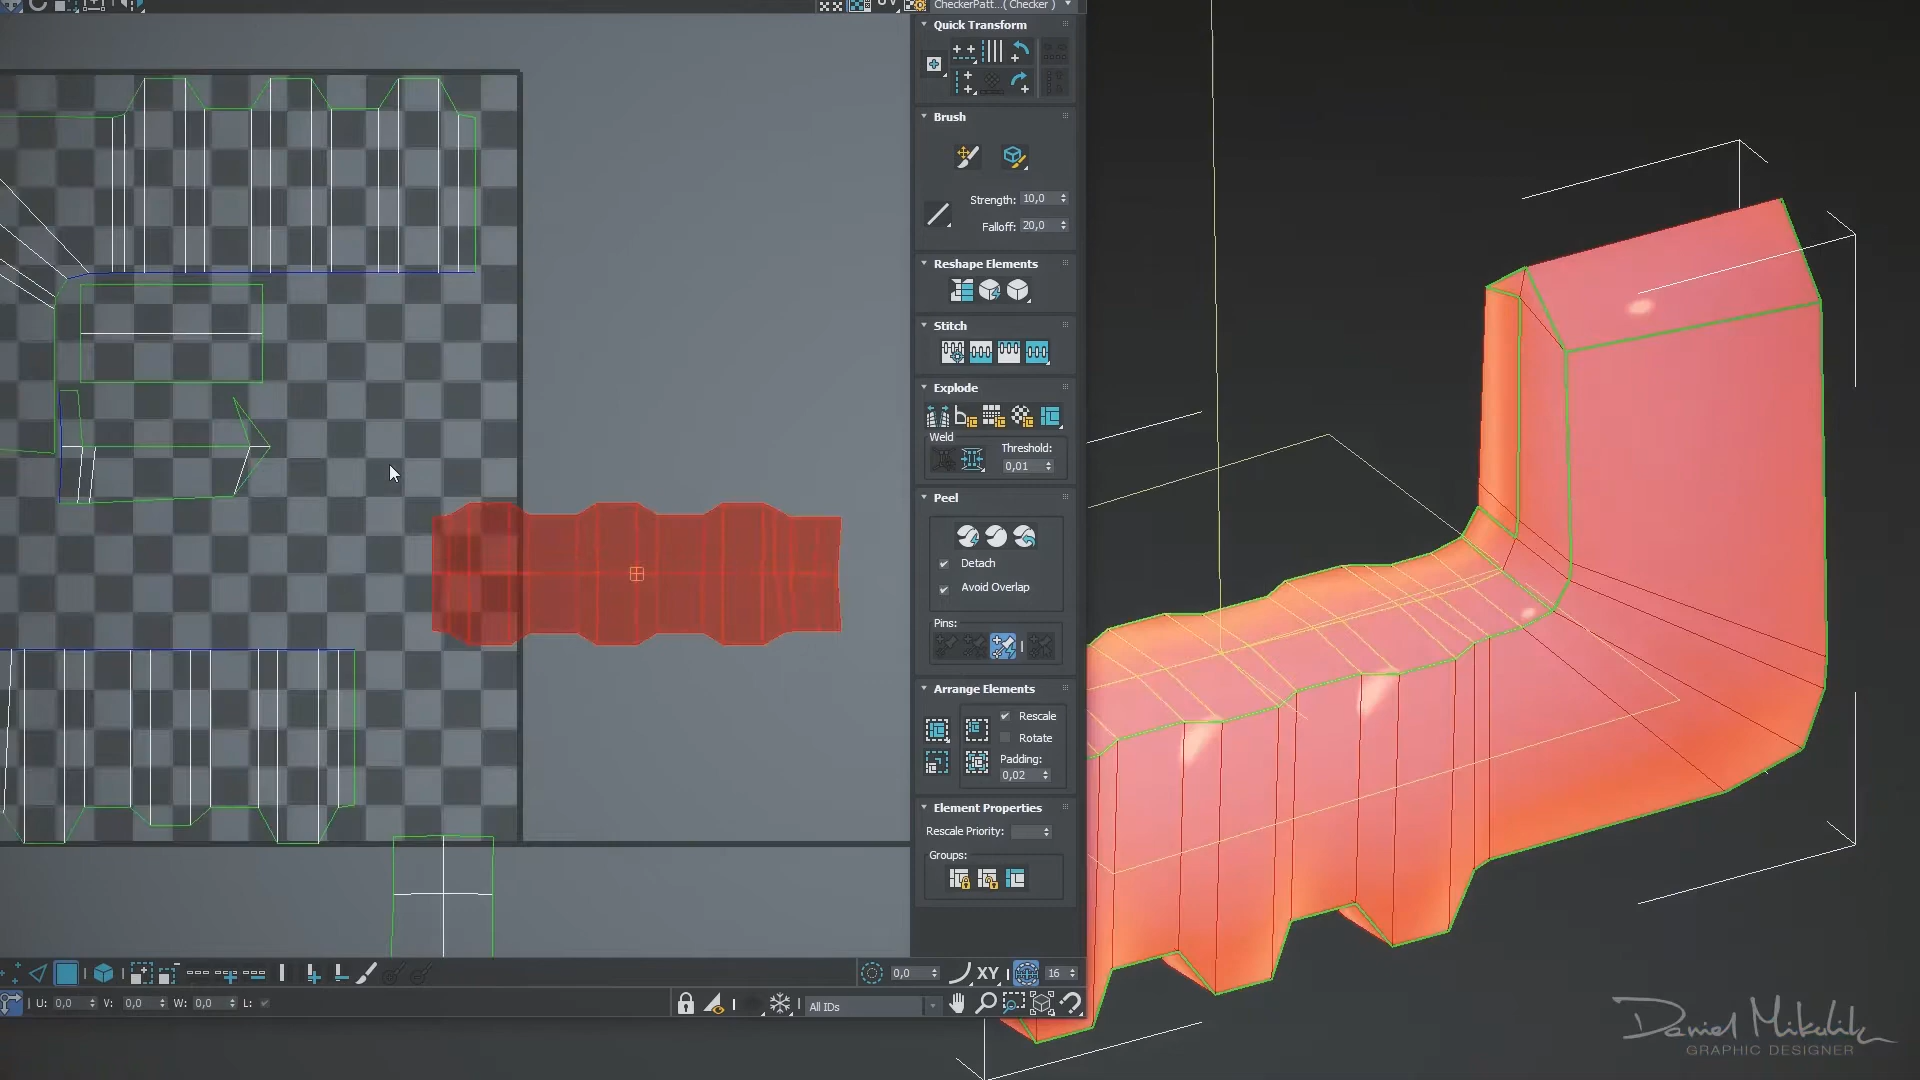 CheckerPatt...( Checker )
Quick Transform
Brush
Strength: 10,0
Falloff: 20,0
Reshape Elements
Stitch
Explode
Weld
Threshold:
0,01
Peel
Detach
Avoid Overlap
Pins:
Arrange Elements
Rescale
Rotate
Padding:
0,02
Element Properties
Rescale Priority:
Groups:
0,0
XY
16
U: 0,0 V: 0,0 W: 0,0 L:
All IDs
Daniel Mikulik
GRAPHIC DESIGNER